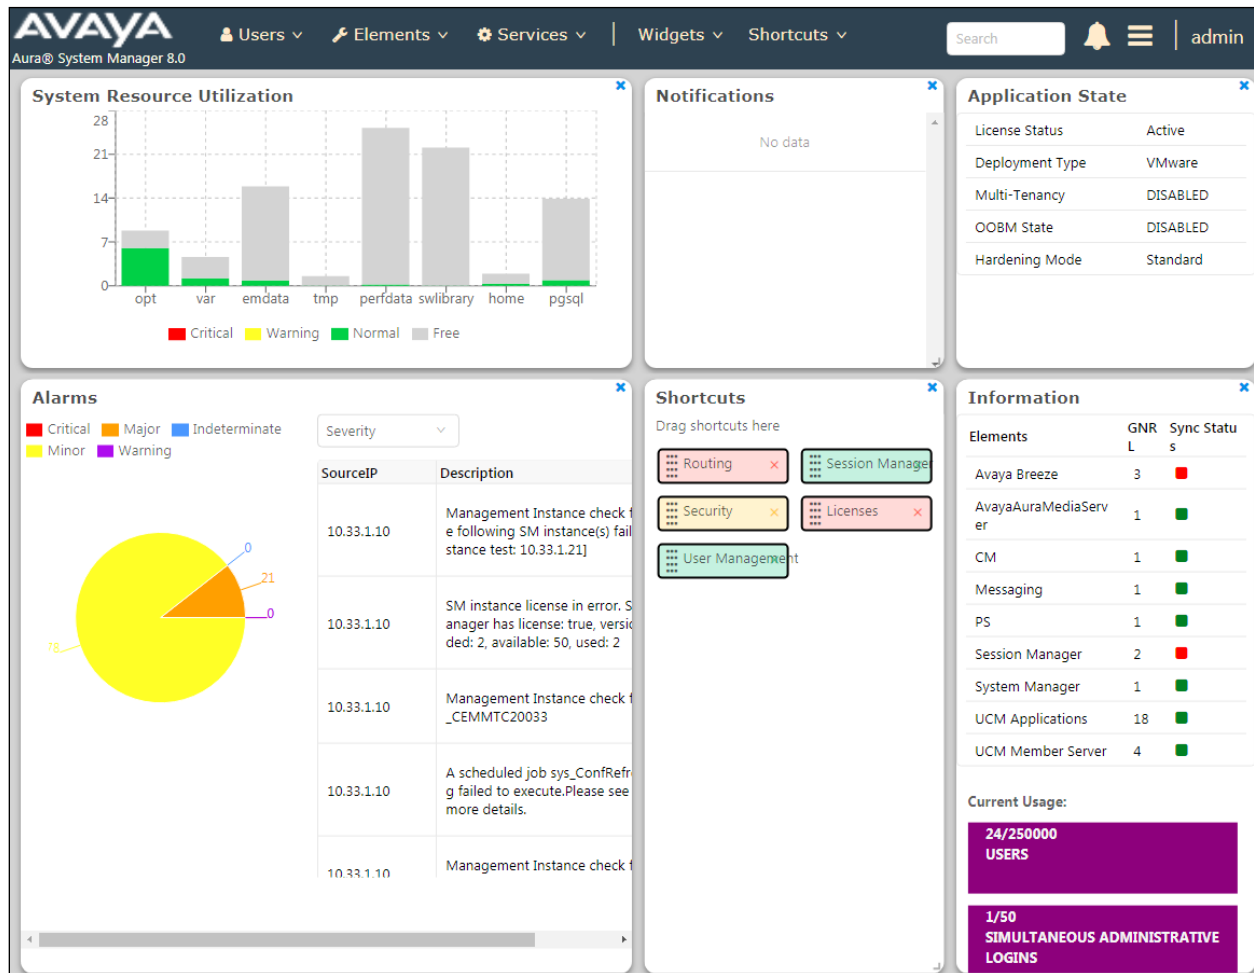 AVAYA
Aura® System Manager 8.0
Users
Elements
Services
Widgets
Shortcuts
Search
admin
System Resource Utilization
28
21
14
7
0
opt
var
emdata
tmp
perfdata
swlibrary
home
pgsql
Critical
Warning
Normal
Free
Notifications
No data
Application State
License Status Active
Deployment Type VMware
Multi-Tenancy DISABLED
OOBM State DISABLED
Hardening Mode Standard
Alarms
Critical
Major
Indeterminate
Minor
Warning
0
21
0
Severity
SourceIP Description
10.33.1.10
Management Instance check f
e following SM instance(s) fail
stance test: 10.33.1.21]
10.33.1.10
SM instance license in error. S
anager has license: true, versio
ded: 2, available: 50, used: 2
10.33.1.10
Management Instance check f
_CEMMTC20033
10.33.1.10
A scheduled job sys_ConfRefre
g failed to execute.Please see
more details.
10.33.1.10
Management Instance check f
Shortcuts
Drag shortcuts here
Routing
Session Manager
Security
Licenses
User Management
Information
Elements
GNR
L
Sync Statu
s
Avaya Breeze 3
AvayaAuraMediaServ
er
1
CM 1
Messaging 1
PS 1
Session Manager 2
System Manager 1
UCM Applications 18
UCM Member Server 4
Current Usage:
24/250000
USERS
1/50
SIMULTANEOUS ADMINISTRATIVE
LOGINS